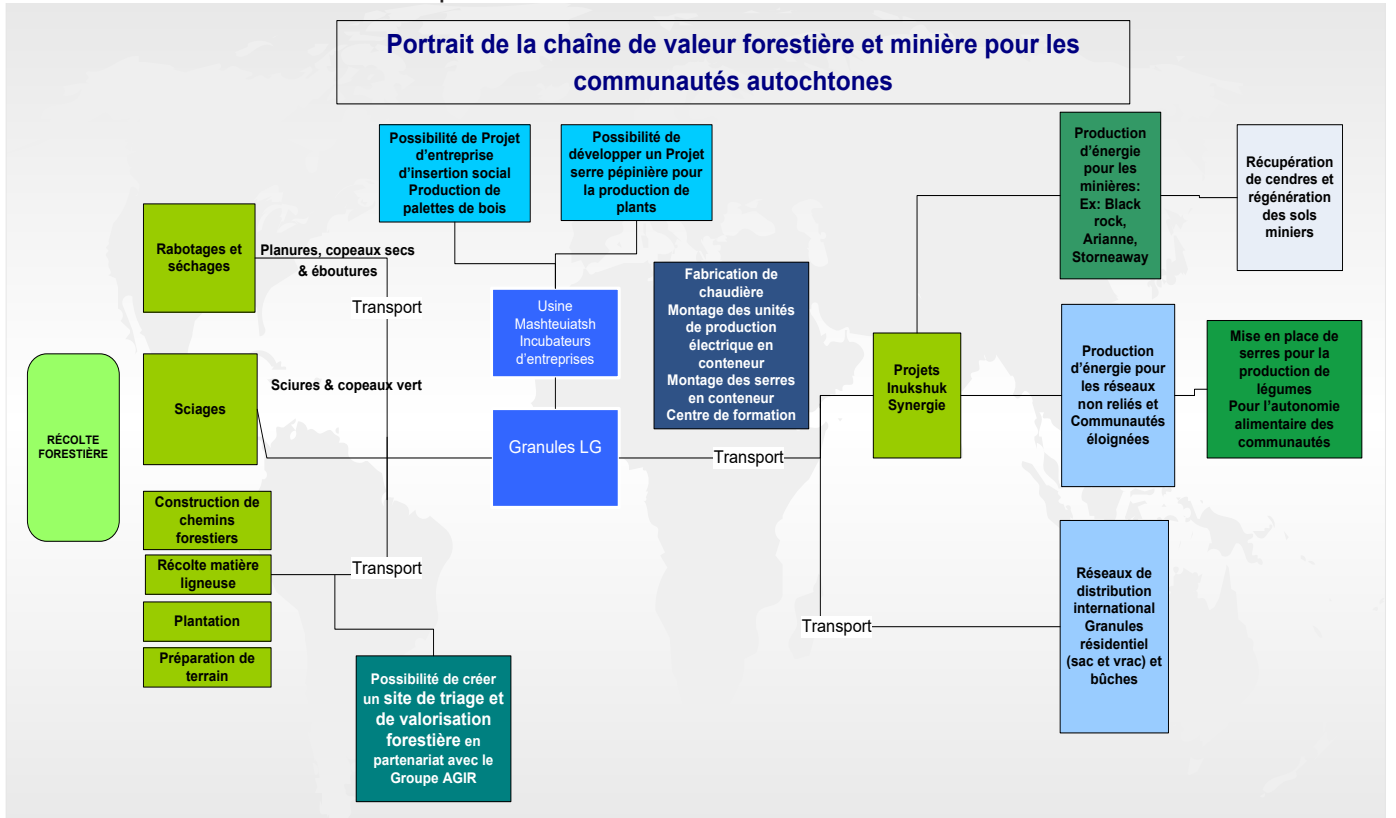 Portrait de la chaîne de valeur forestière et minière pour les
communautés autochtones
Possibilité de Projet
d'entreprise
d'insertion social
Production de
palettes de bois
Possibilité de
développer un Projet
serre pépinière pour
la production de
plants
Production
d'énergie
pour les
minières:
Ex: Black
rock,
Arianne,
Storneaway
Récupération
de cendres et
régénération
des sols
miniers
Rabotages et
séchages
Planures, copeaux secs
& éboutures
Transport
Usine
Mashteuiatsh
Incubateurs
d'entreprises
Fabrication de
chaudière
Montage des unités
de production
électrique en
conteneur
Montage des serres
en conteneur
Centre de formation
Projets
Inukshuk
Synergie
Production
d'énergie pour
les réseaux
non reliés et
Communautés
éloignées
Mise en place de
serres pour la
production de
légumes
Pour l'autonomie
alimentaire des
communautés
RÉCOLTE
FORESTIÈRE
Sciages
Sciures & copeaux vert
Granules LG
Transport
Construction de
chemins
forestiers
Récolte matière
ligneuse
Transport
Plantation
Préparation de
terrain
Possibilité de créer
un site de triage et
de valorisation
forestière en
partenariat avec le
Groupe AGIR
Transport
Réseaux de
distribution
international
Granules
résidentiel
(sac et vrac) et
bûches